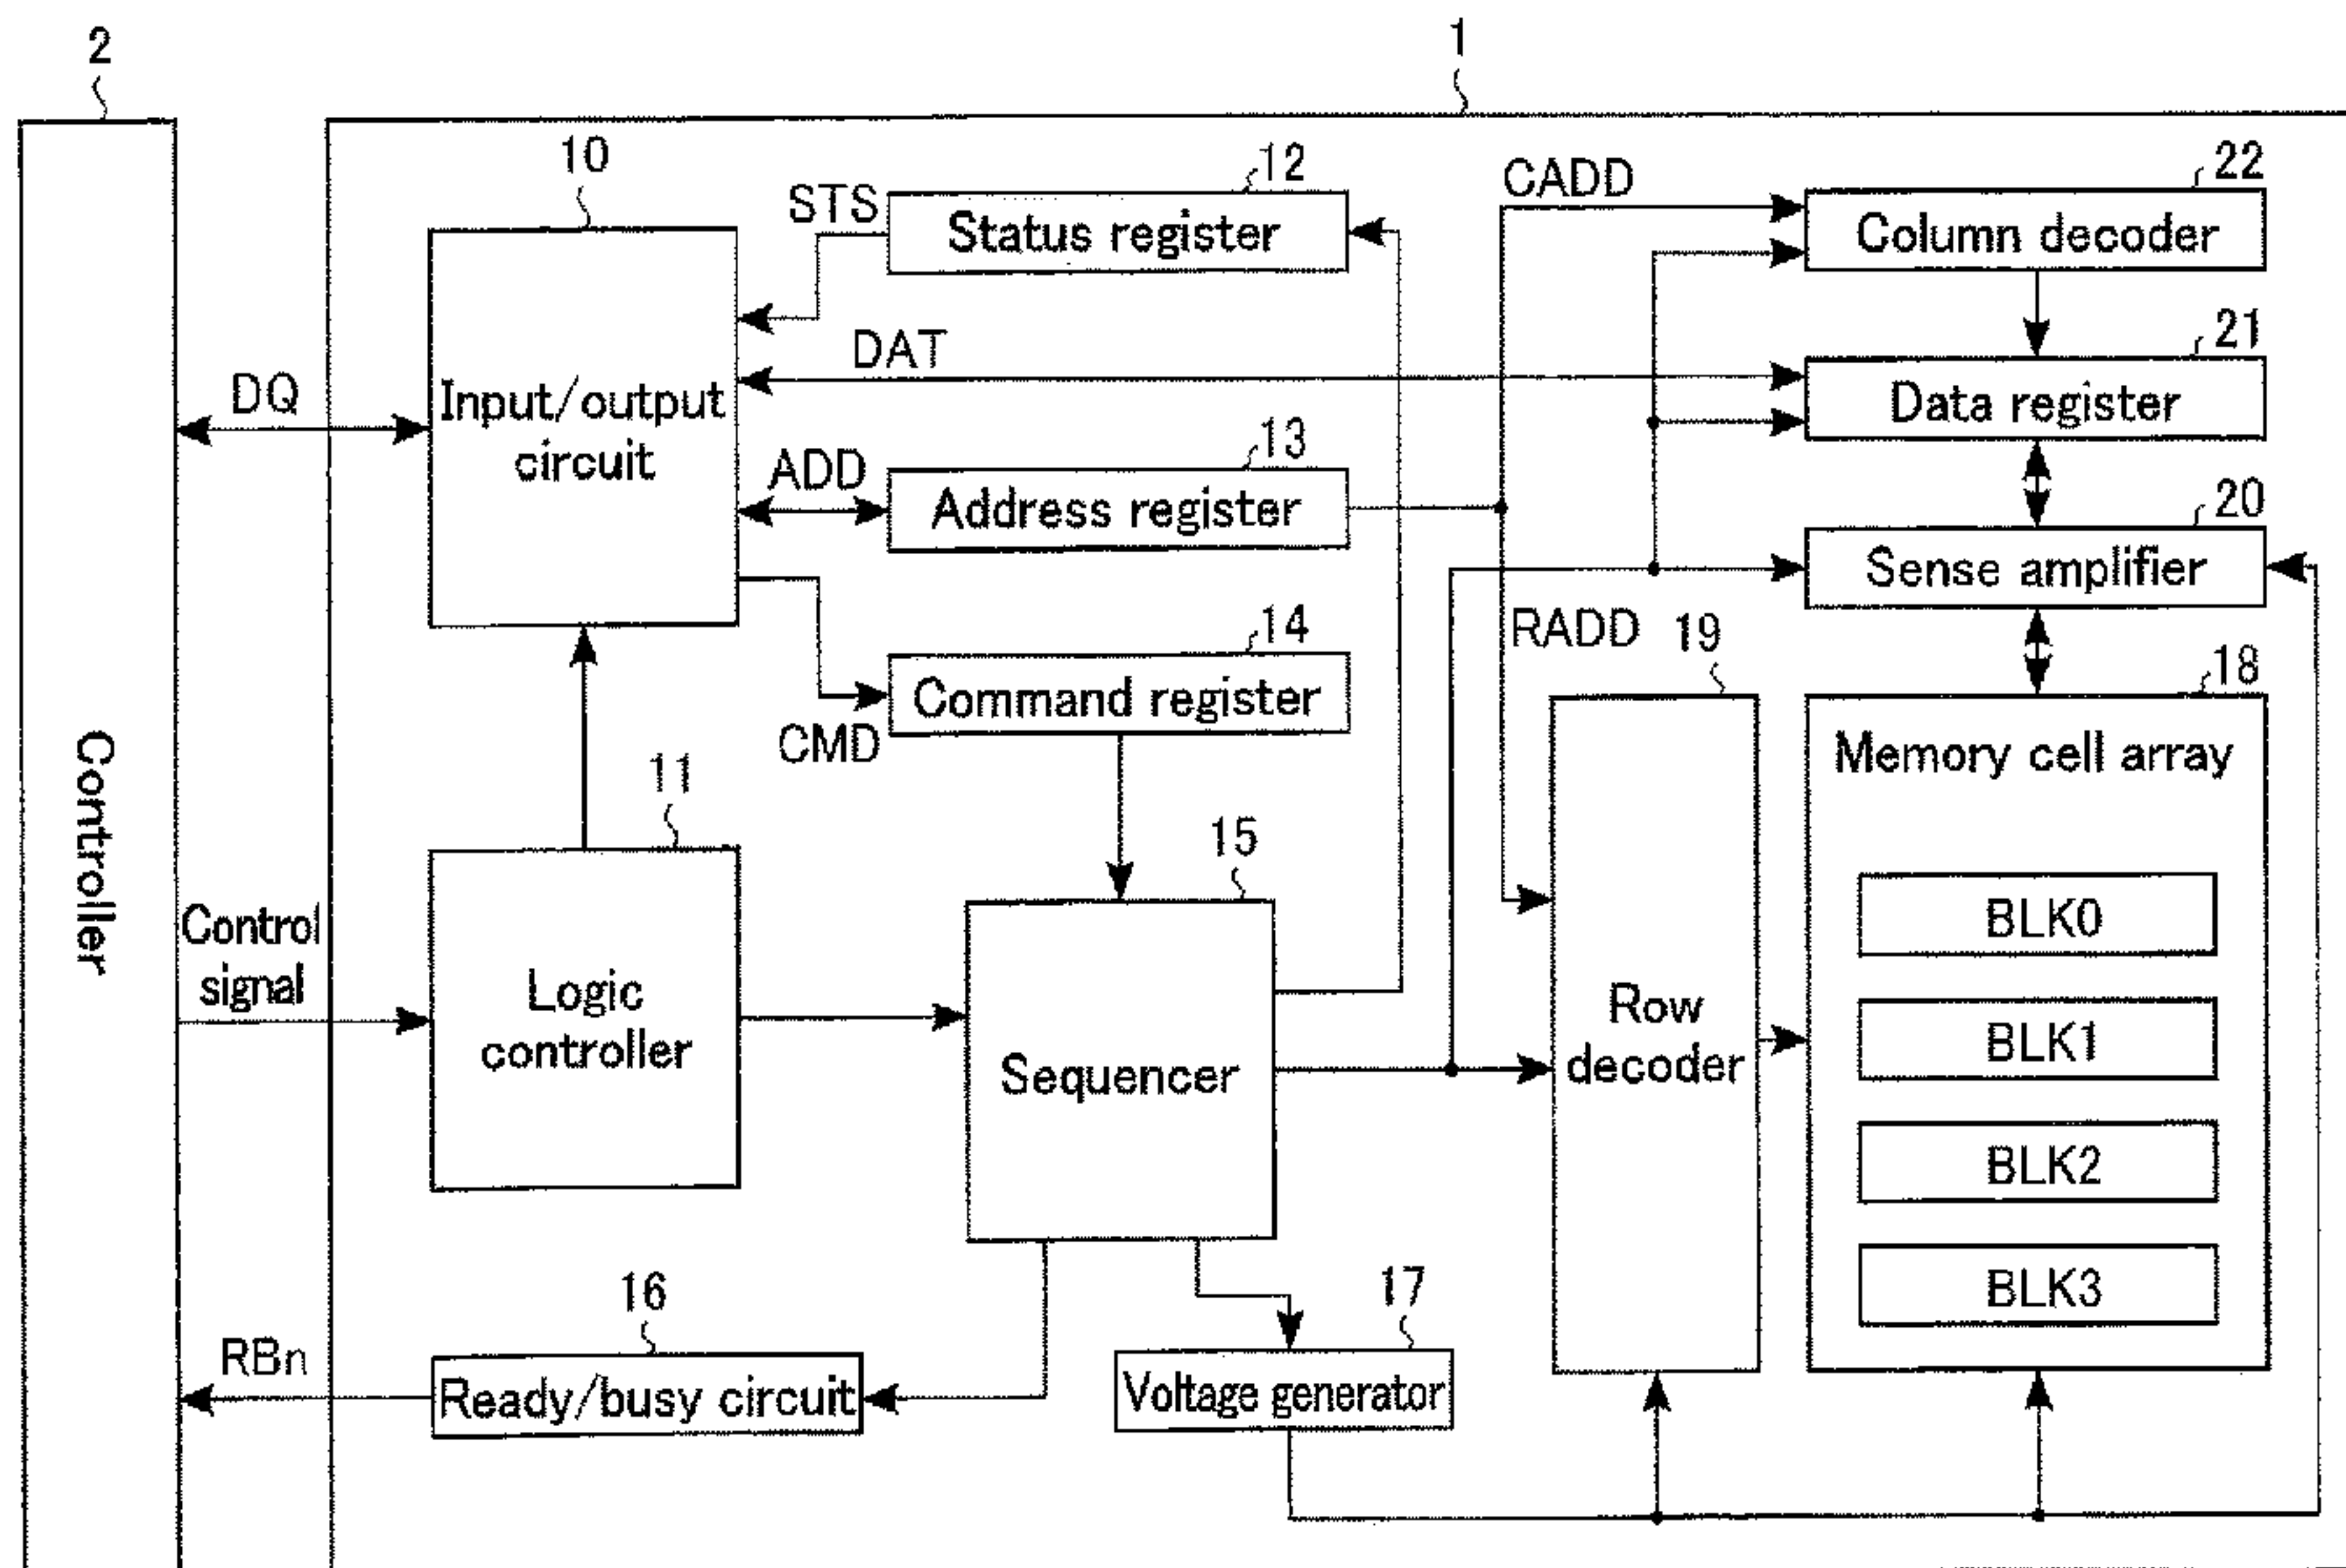 2
1
10
STS
12
Status register
CADD
22
Column decoder
DAT
21
Data register
DQ
Input/output
circuit
ADD
13
Address register
20
Sense amplifier
14
Command register
CMD
RADD
19
18
Memory cell array
Controller
11
15
BLK0
Control
signal
Logic
controller
Sequencer
Row
decoder
BLK1
BLK2
BLK3
16
17
RBn
Ready/busy circuit
Voltage generator